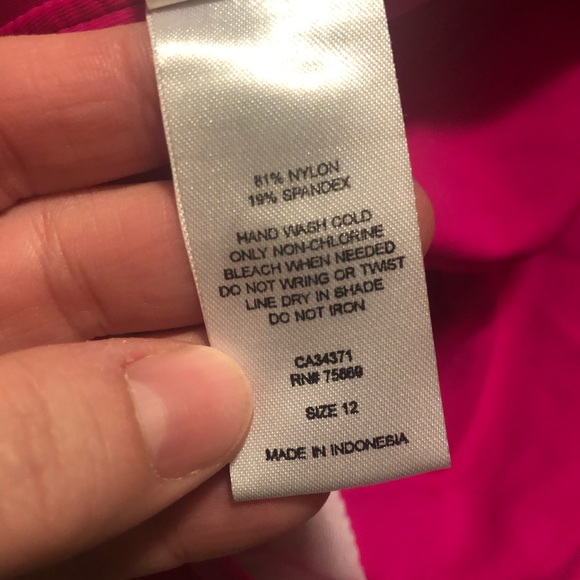 81% NYLON
19% SPANDEX
HAND WASH COLD
ONLY NON-CHLORINE
BLEACH WHEN NEEDED
DO NOT WRING OR TWIST
LINE DRY IN SHADE
DO NOT IRON
CA34371
RN#
SIZE 12
MADE IN INDONESIA